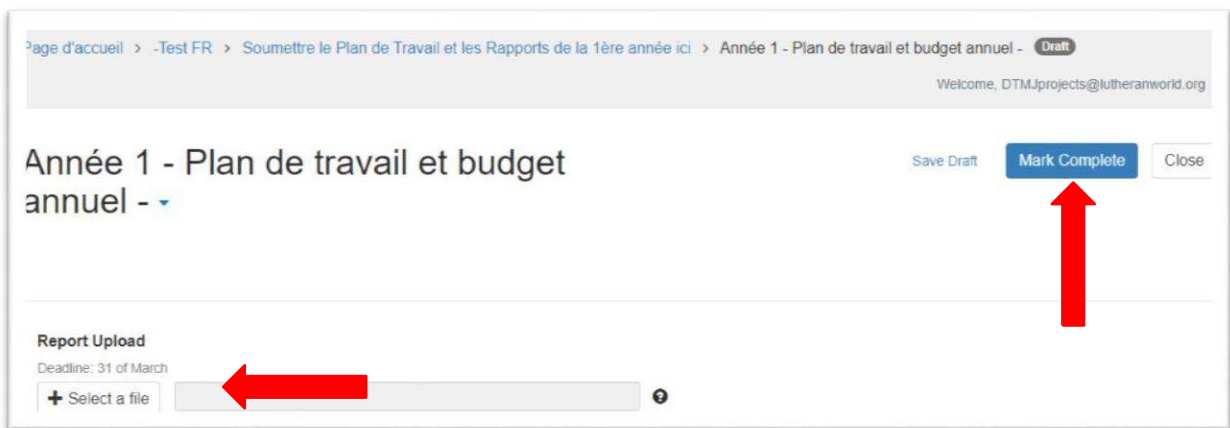 Page d'accueil > -Test FR > Soumettre le Plan de Travail et les Rapports de la 1ère année ici > Année 1 - Plan de travail et budget annuel - Draft
Welcome, DTMJprojects@lutheranworld.org
Année 1 - Plan de travail et budget
annuel -
Save Draft Mark Complete Close
Report Upload
Deadline: 31 of March
+ Select a file